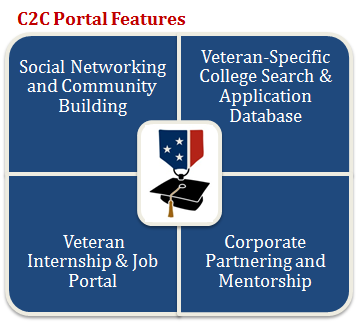 C2C Portal Features
Social Networking
and Community
Building
Veteran-Specific
College Search &
Application
Database
Veteran
Internship & Job
Portal
Corporate
Partnering and
Mentorship